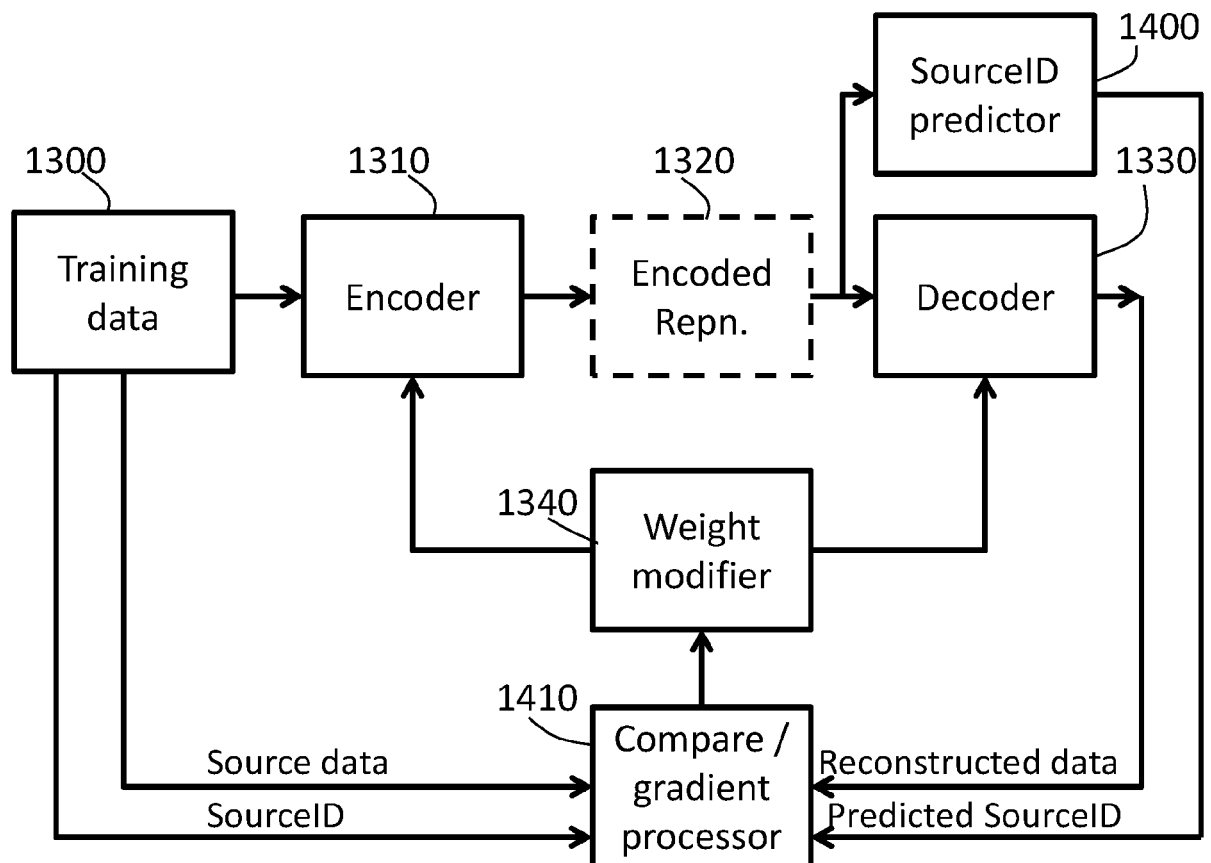 1400
SourceID
predictor
1300
1310
1320
1330
Training
data
Encoder
Encoded
Repn.
Decoder
1340
Weight
modifier
1410
Compare /
gradient
processor
Source data
SourceID
Reconstructed data
Predicted SourceID